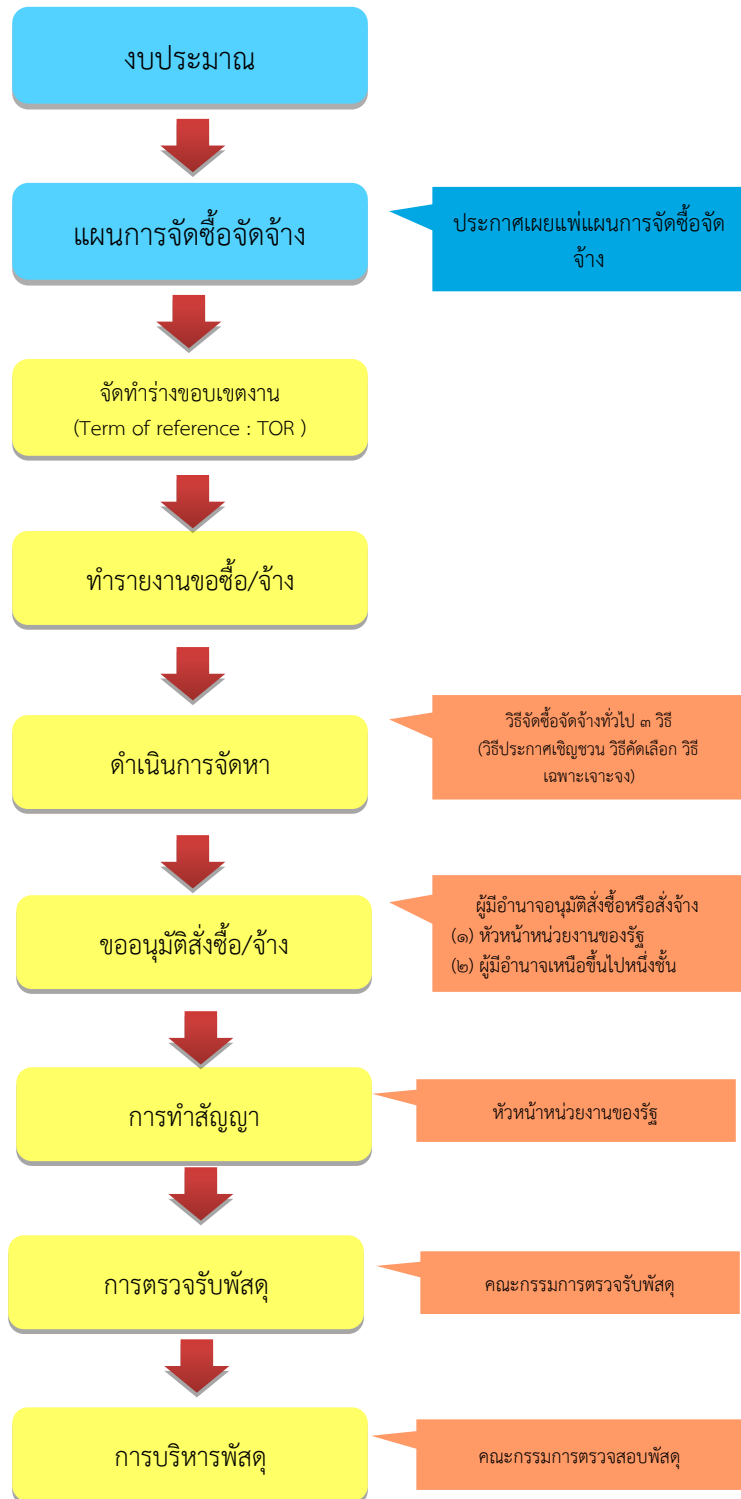 งบประมาณ
แผนการจัดซื้อจัดจ้าง
ประกาศเผยแพ่แผนการจัดซื้อจัด
จ้าง
จัดทำร่างขอบเขตงาน
(Term of reference : TOR )
ทำรายงานขอซื้อ/จ้าง
ดำเนินการจัดหา
วิธีจัดซื้อจัดจ้างทั่วไป ๓ วิธี
(วิธีประกาศเชิญชวน วิธีคัดเลือก วิธี
เฉพาะเจาะจง)
ขออนุมัติสั่งซื้อ/จ้าง
ผู้มีอำนาจอนุมัติสั่งซื้อหรือสั่งจ้าง
(๑) หัวหน้าหน่วยงานของรัฐ
(๒) ผู้มีอำนาจเหนือขึ้นไปหนึ่งชั้น
การทำสัญญา
หัวหน้าหน่วยงานของรัฐ
การตรวจรับพัสดุ
คณะกรรมการตรวจรับพัสดุ
การบริหารพัสดุ
คณะกรรมการตรวจสอบพัสดุ